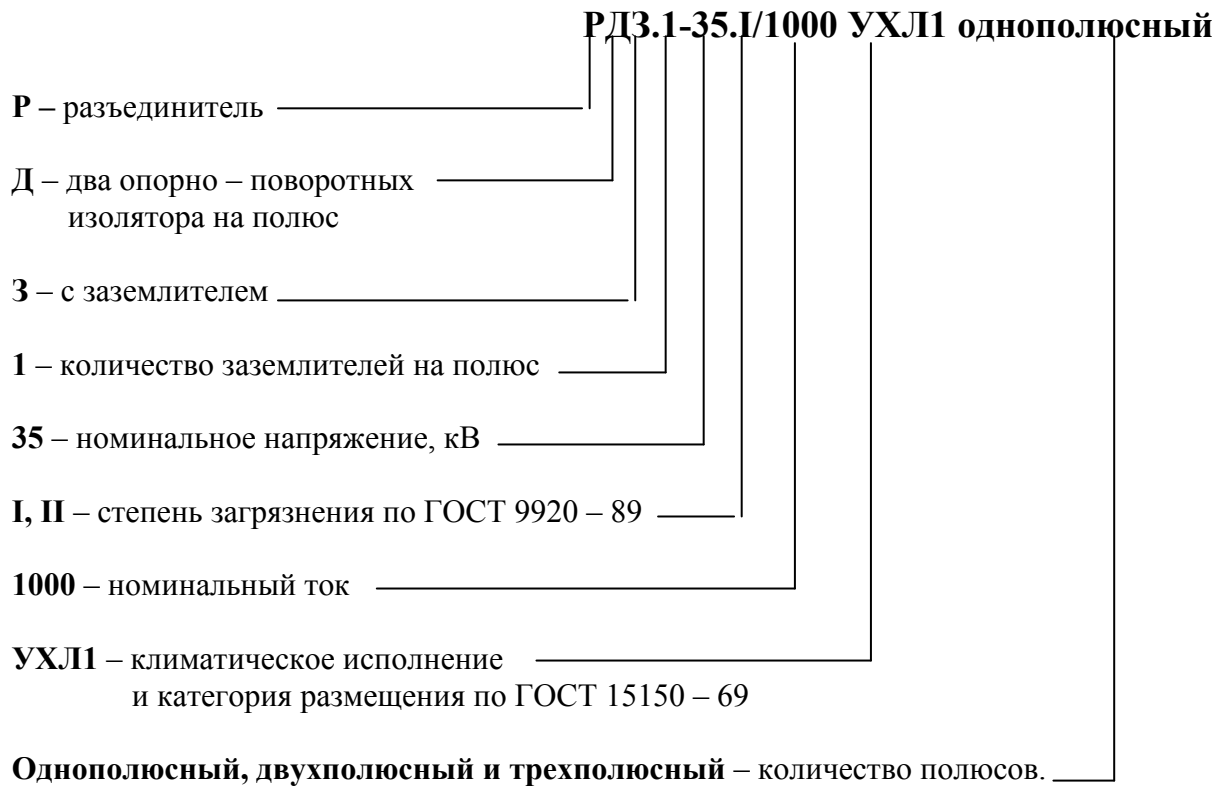 РДЗ.1-35.I/1000 УХЛ1 однополюсный
Р – разъединитель
Д – два опорно – поворотных
изолятора на полюс
З – с заземлителем
1 – количество заземлителей на полюс
35 – номинальное напряжение, кВ
I, II – степень загрязнения по ГОСТ 9920 – 89
1000 – номинальный ток
УХЛ1 – климатическое исполнение
и категория размещения по ГОСТ 15150 – 69
Однополюсный, двухполюсный и трехполюсный – количество полюсов.